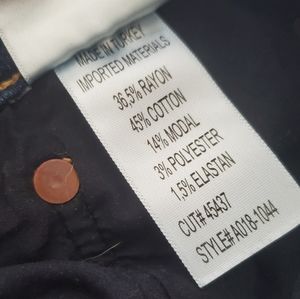 MADE IN TURKEY
IMPORTED MATERIALS
36,5% RAYON
45% COTTON
14% MODAL
3% POLYESTER
1,5% ELASTAN
CUT# 45437
STYLE# A018-1044